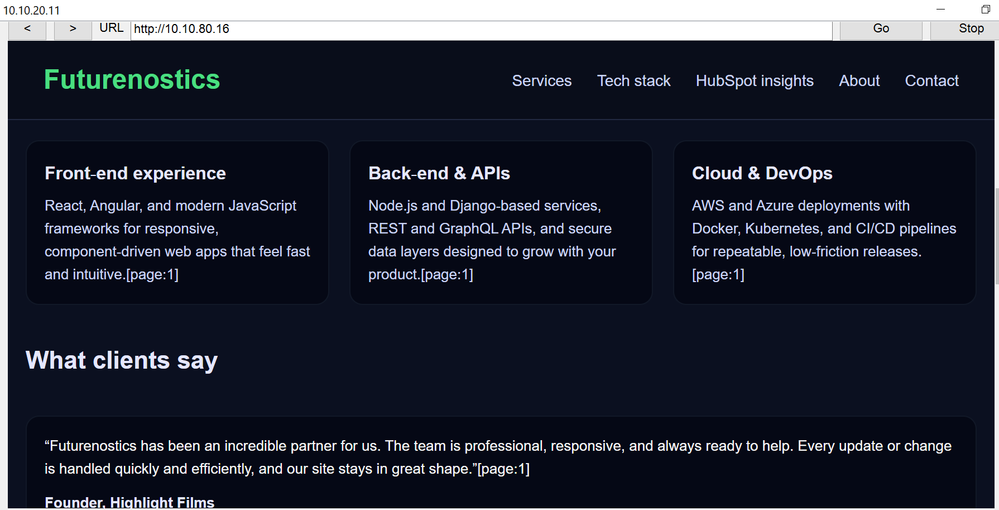 10.10.20.11
< > URL http://10.10.80.16 Go Stop
Futurenostics
Services Tech stack HubSpot insights About Contact
Front-end experience
React, Angular, and modern JavaScript
frameworks for responsive,
component-driven web apps that feel fast
and intuitive.[page:1]
Back-end & APIs
Node.js and Django-based services,
REST and GraphQL APIs, and secure
data layers designed to grow with your
product.[page:1]
Cloud & DevOps
AWS and Azure deployments with
Docker, Kubernetes, and CI/CD pipelines
for repeatable, low-friction releases.
[page:1]
What clients say
“Futurenostics has been an incredible partner for us. The team is professional, responsive, and always ready to help. Every update or change
is handled quickly and efficiently, and our site stays in great shape.”[page:1]
Founder, Highlight Films